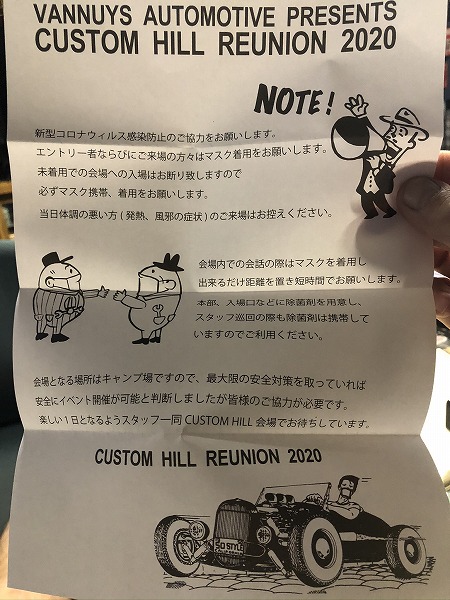 VANNUYS AUTOMOTIVE PRESENTS
CUSTOM HILL REUNION 2020
NOTE!
新型コロナウィルス感染防止のご協力をお願いします。
エントリー者ならびにご来場の方々はマスク着用をお願いします。
未着用での会場への入場はお断り致しますので
必ずマスク携帯、着用をお願いします。
当日体調の悪い方(発熱、風邪の症状)のご来場はお控えください。
会場内での会話の際はマスクを着用し
出来るだけ距離を置き短時間でお願いします。
本部、入場口などに除菌剤を用意し、
スタッフ巡回の際も除菌剤は携帯して
いますのでご利用ください。
会場となる場所はキャンプ場ですので、最大限の安全対策を取っていれば
安全にイベント開催が可能と判断しましたが皆様のご協力が必要です。
楽しい1日となるようスタッフ一同 CUSTOM HILL 会場でお待ちしています。
CUSTOM HILL REUNION 2020
50 STYLE